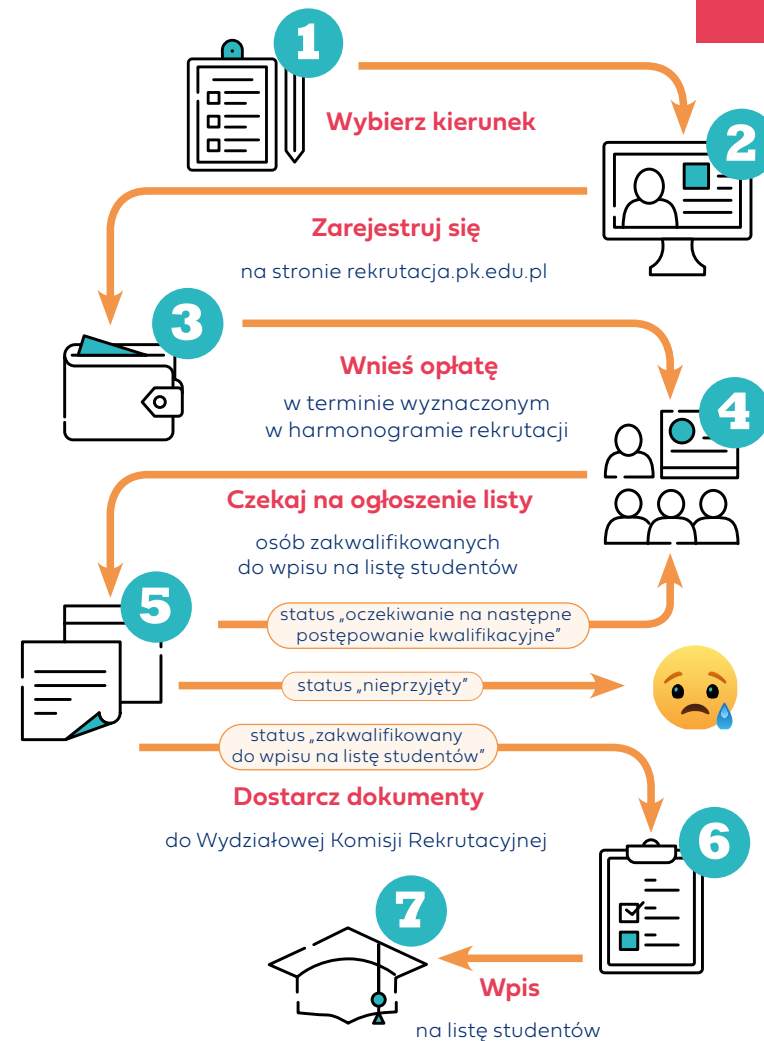 1
Wybierz kierunek
2
Zarejestruj się
na stronie rekrutacja.pk.edu.pl
3
Wnieś opłatę
w terminie wyznaczonym
w harmonogramie rekrutacji
4
Czekaj na ogłoszenie listy
osób zakwalifikowanych
do wpisu na listę studentów
5
status „oczekiwanie na następne
postępowanie kwalifikacyjne”
status „nieprzyjęty”
status „zakwalifikowany
do wpisu na listę studentów”
Dostarcz dokumenty
do Wydziałowej Komisji Rekrutacyjnej
6
7
Wpis
na listę studentów